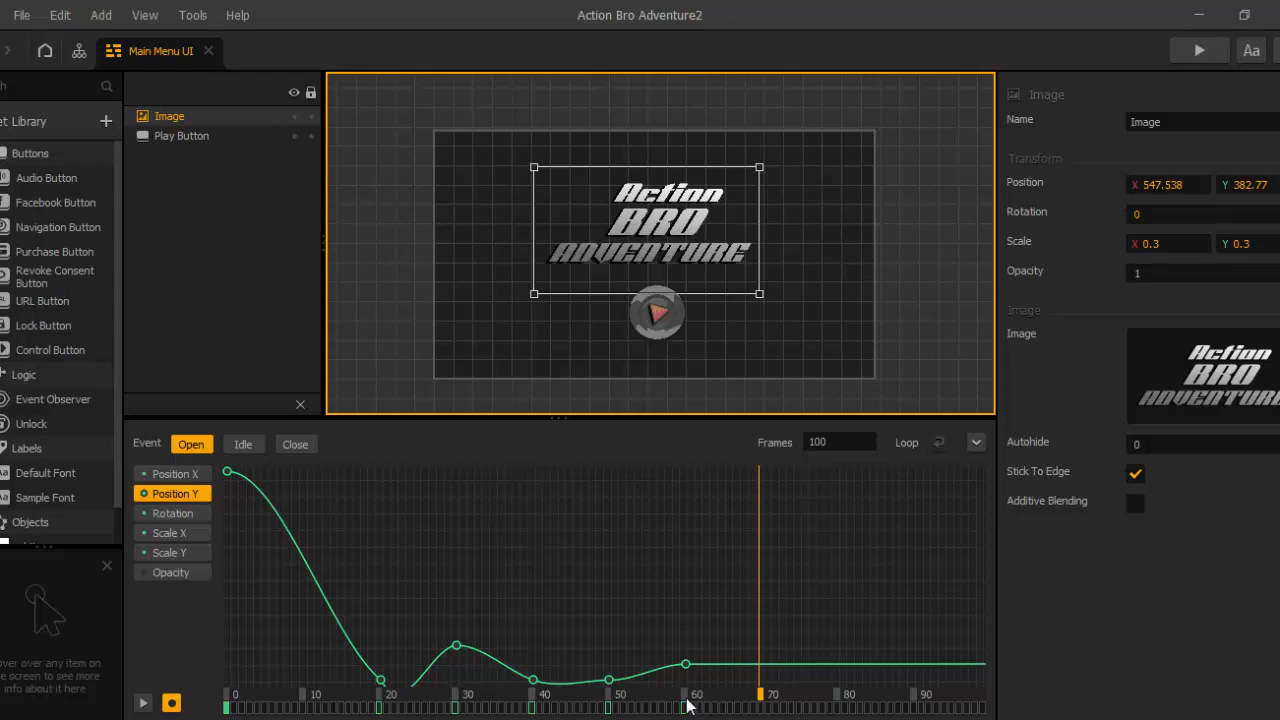 File Edit Add View Tools Help Action Bro Adventure2
Main Menu UI Aa
Image Image
et Library Name Image
Play Button
Buttons Transform
Audio Button Position X 547.538 Y 382.77
Facebook Button Rotation 0
Navigation Button Scale X 0.3 Y 0.3
Purchase Button Opacity 1
Revoke Consent
Button
URL Button Image
Lock Button Image
Control Button
Logic
Event Observer
Unlock
Labels Autohide 0
Default Font Stick To Edge
Sample Font Additive Blending
Objects
Action
BRO
ADVENTURE
Action
BRO
ADVENTURE
Event Open Idle Close Frames 100 Loop
Position X
Position Y
Rotation
Scale X
Scale Y
Opacity
0 10 20 30 40 50 60 70 80 90
over over any item on
e screen to see more
info about it here